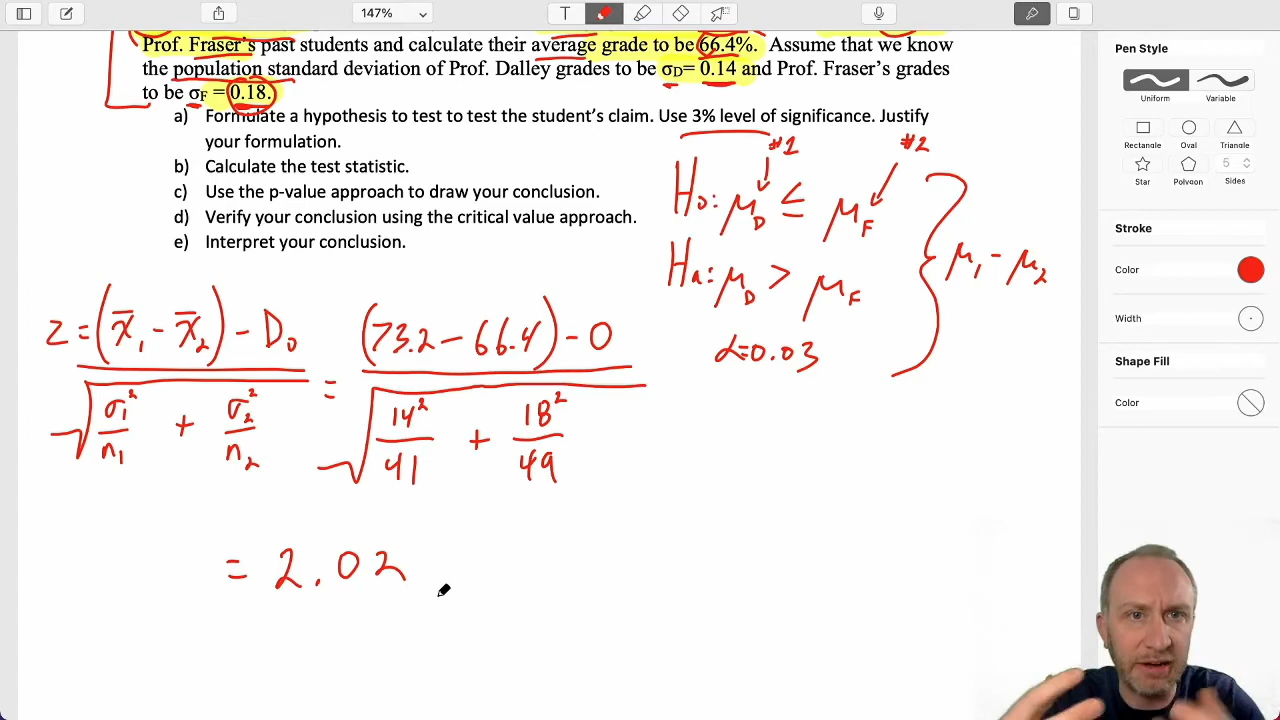 147%
T
Pen Style
Uniform
Variable
Rectangle
Oval
Triangle
Star
Polygon
5
Sides
Stroke
Color
Width
Shape Fill
Color
Prof. Fraser's past students and calculate their average grade to be 66.4%. Assume that we know
the population standard deviation of Prof. Dalley grades to be σD= 0.14 and Prof. Fraser's grades
to be σF = 0.18.
a) Formulate a hypothesis to test to test the student's claim. Use 3% level of significance. Justify
your formulation.
b) Calculate the test statistic.
c) Use the p-value approach to draw your conclusion.
d) Verify your conclusion using the critical value approach.
e) Interpret your conclusion.
#1 #2
H0: μD ≤ μF
Ha: μD > μF
μ1 - μ2
α=0.03
z = (x̄1 - x̄2) - D0 = (73.2 - 66.4) - 0
√ σ1²/n1 + σ2²/n2 √ 14²/41 + 18²/49
= 2.02